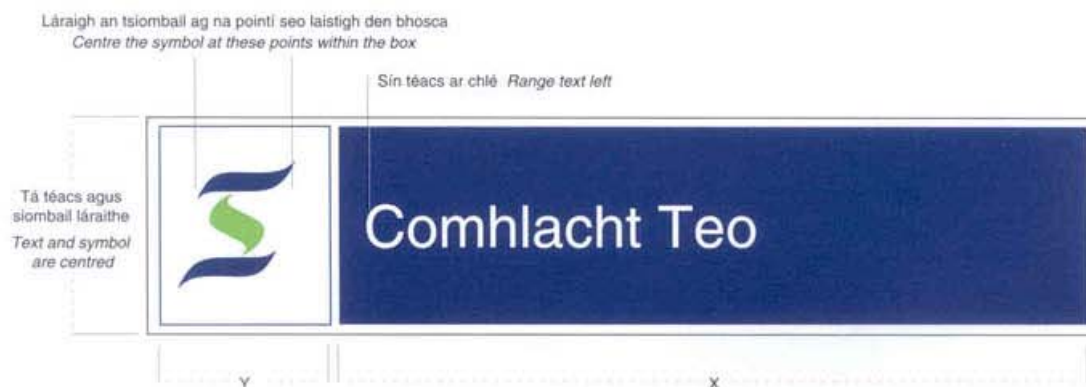 Láraigh an tsiombail ag na pointí seo laistigh den bhosca
Centre the symbol at these points within the box
Sín téacs ar chlé Range text left
Tá téacs agus
siombail láraithe
Text and symbol
are centred
Comhlacht Teo
Y
X